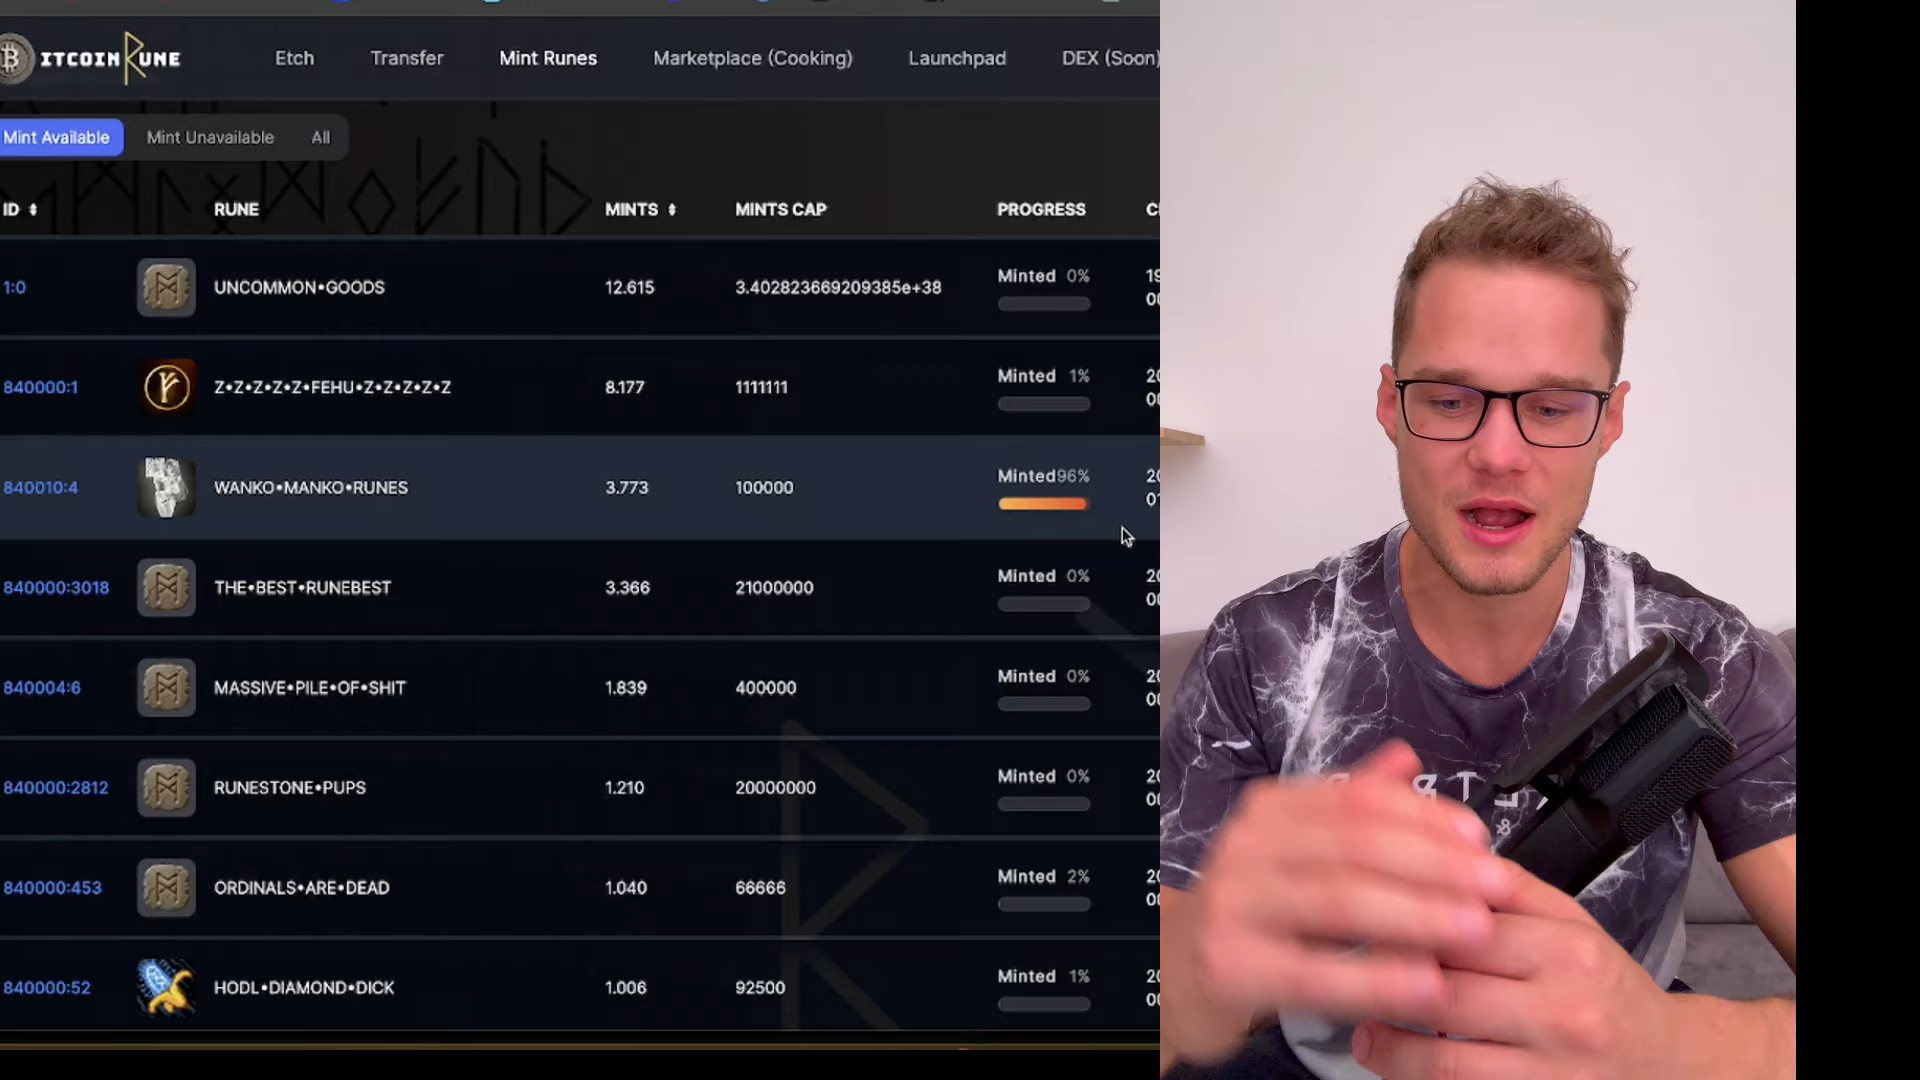 ITCOIN RUNE Etch Transfer Mint Runes Marketplace (Cooking) Launchpad DEX (Soon)
Mint Available Mint Unavailable All
ID RUNE MINTS MINTS CAP PROGRESS
1:0 UNCOMMON•GOODS 12.615 3.402823669209385e+38 Minted 0%
840000:1 Z•Z•Z•Z•Z•FEHU•Z•Z•Z•Z•Z 8.177 1111111 Minted 1%
840010:4 WANKO•MANKO•RUNES 3.773 100000 Minted 96%
840000:3018 THE•BEST•RUNEBEST 3.366 21000000 Minted 0%
840004:6 MASSIVE•PILE•OF•SHIT 1.839 400000 Minted 0%
840000:2812 RUNESTONE•PUPS 1.210 20000000 Minted 0%
840000:453 ORDINALS•ARE•DEAD 1.040 66666 Minted 2%
840000:52 HODL•DIAMOND•DICK 1.006 92500 Minted 1%